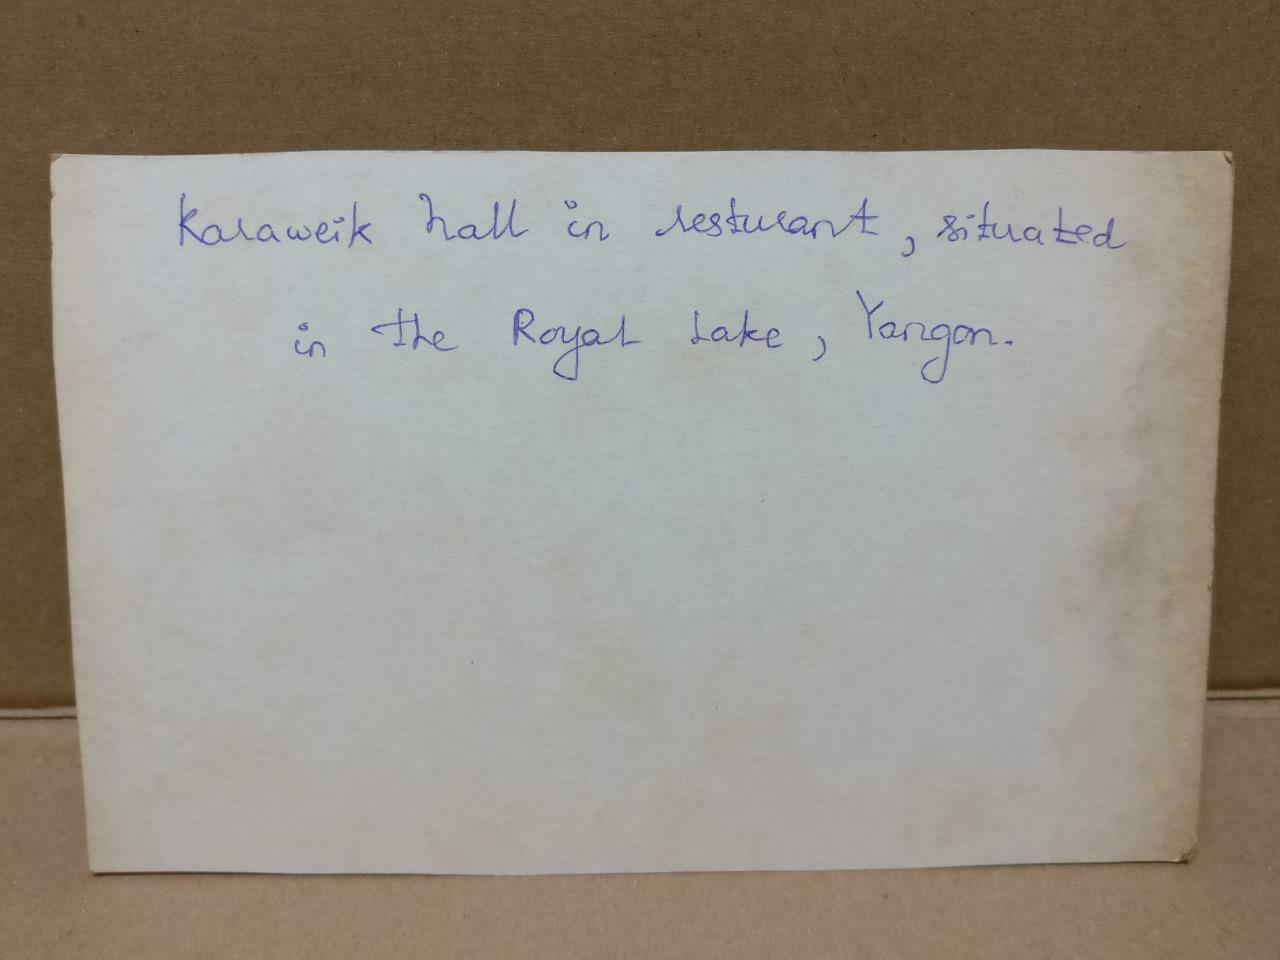 Karaweik hall in resturant, situated
in the Royal Lake, Yangon.